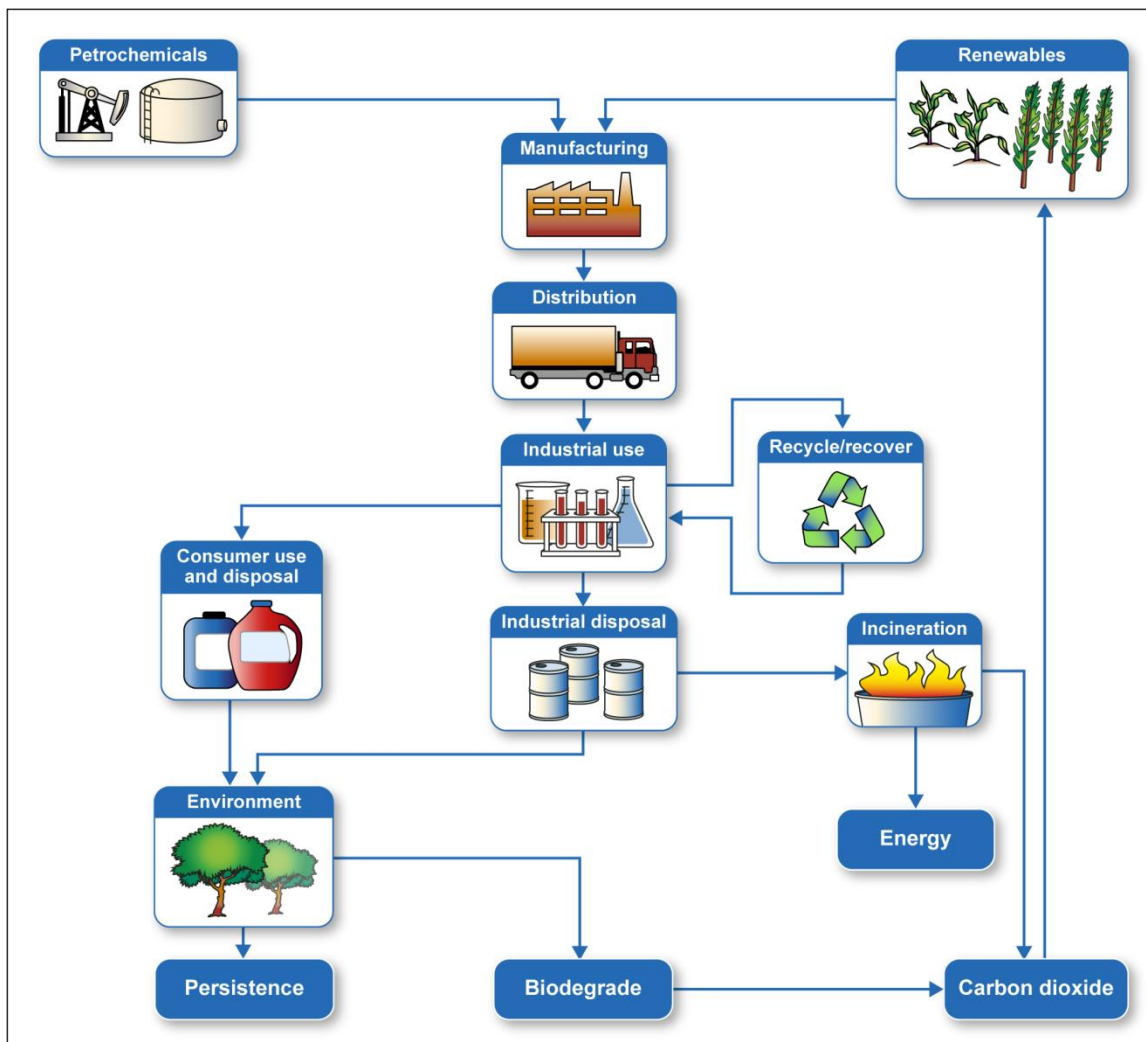 Petrochemicals
Renewables
Manufacturing
Distribution
Industrial use
Recycle/recover
Consumer use
and disposal
Industrial disposal
Incineration
Environment
Energy
Persistence
Biodegrade
Carbon dioxide